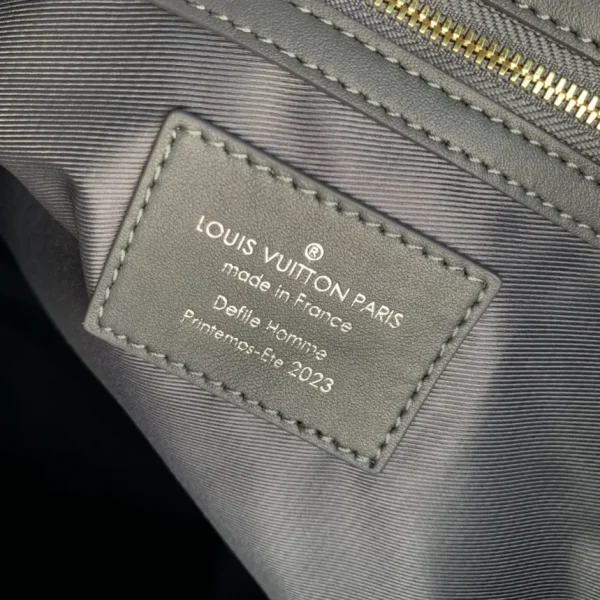 ®
LOUIS VUITTON PARIS
made in France
Defile Homme
Printemps-Ete 2023